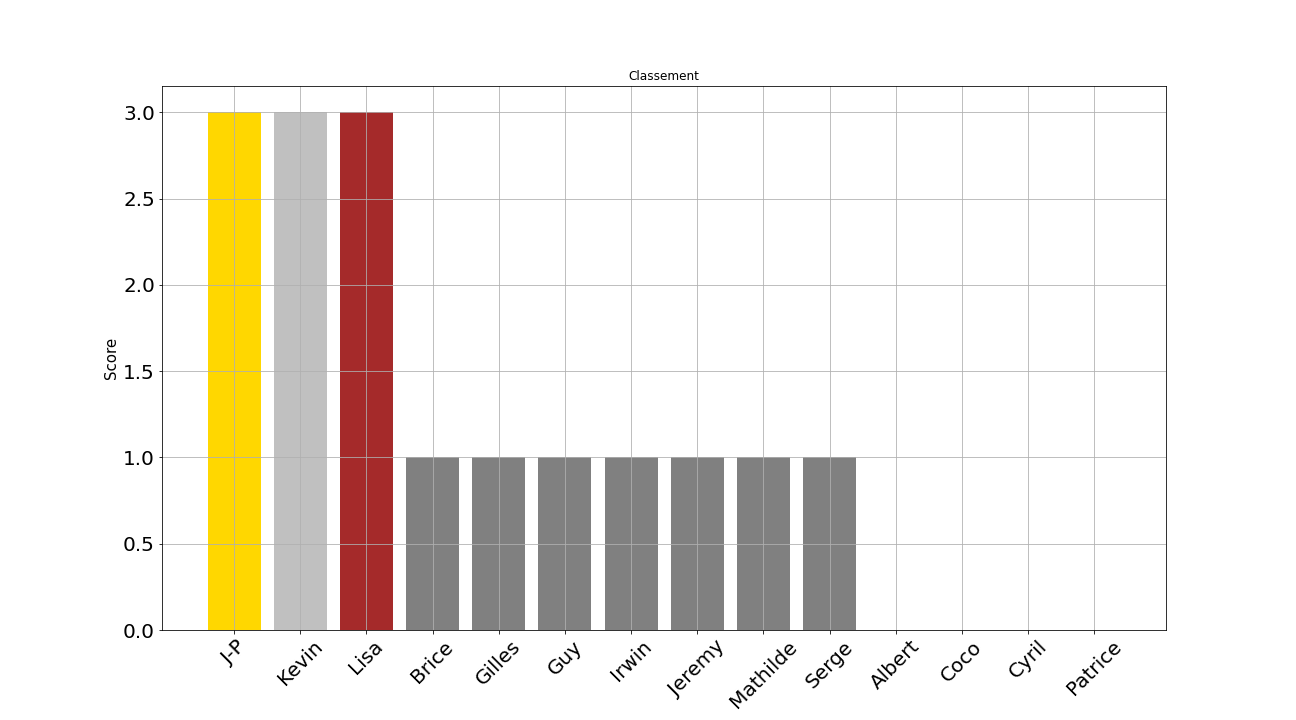 Classement
Score
3.0
2.5
2.0
1.5
1.0
0.5
0.0
J-P
Kevin
Lisa
Brice
Gilles
Guy
Irwin
Jeremy
Mathilde
Serge
Albert
Coco
Cyril
Patrice